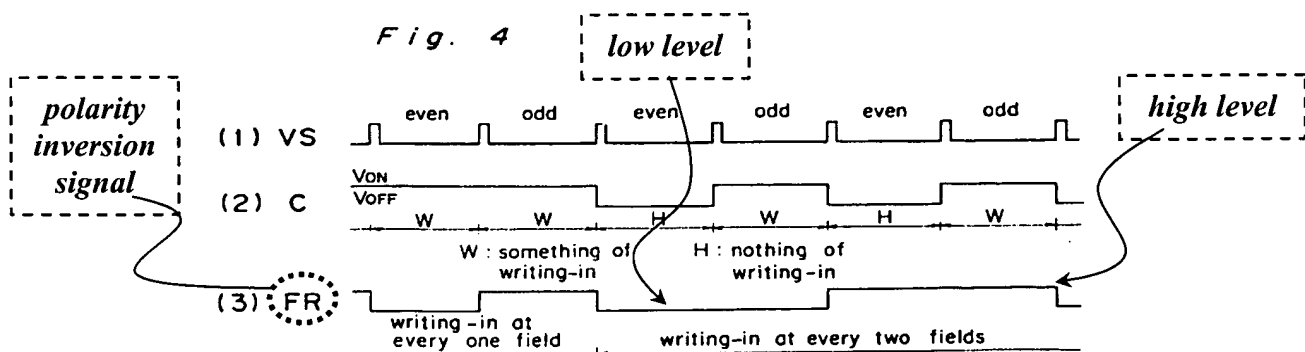 Fig. 4
low level
polarity
inversion
signal
high level
even odd even odd even odd
(1) VS
VON
(2) C
VOFF
W W H W H W
W : something of
writing-in
H : nothing of
writing-in
(3) FR
writing-in at
every one field
writing-in at every two fields